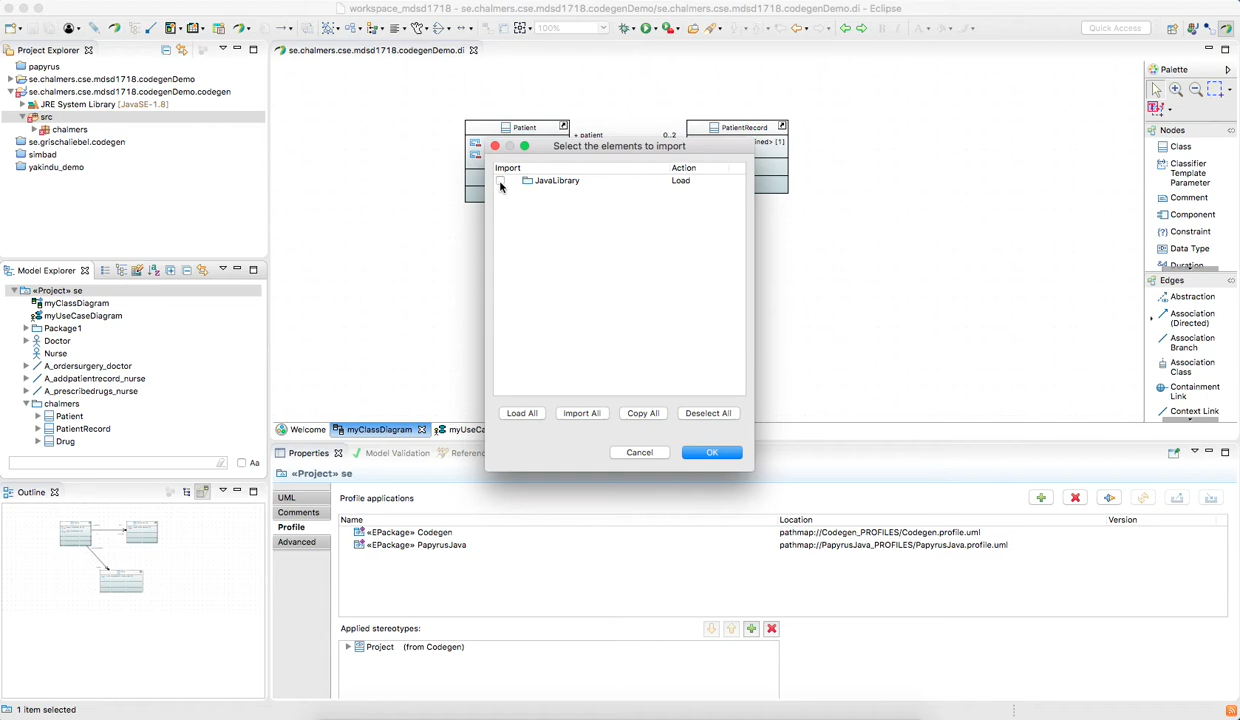 workspace_mdsd1718 - se.chalmers.cse.mdsd1718.codegenDemo/se.chalmers.cse.mdsd1718.codegenDemo.di - Eclipse
100%
Quick Access
Project Explorer
papyrus
se.chalmers.cse.mdsd1718.codegenDemo
se.chalmers.cse.mdsd1718.codegenDemo.codegen
JRE System Library [JavaSE-1.8]
src
chalmers
se.grischaliebel.codegen
simbad
yakindu_demo
se.chalmers.cse.mdsd1718.codegenDemo.di
Patient
+ patient
0..2
PatientRecord
ined> [1]
Select the elements to import
Import
Action
JavaLibrary
Load
Load All
Import All
Copy All
Deselect All
Cancel
OK
Palette
Nodes
Class
Classifier
Template
Parameter
Comment
Component
Constraint
Data Type
Duration
Edges
Abstraction
Association
(Directed)
Association
Branch
Association
Class
Containment
Link
Context Link
Model Explorer
Aa
«Project» se
myClassDiagram
myUseCaseDiagram
Package1
Doctor
Nurse
A_ordersurgery_doctor
A_addpatientrecord_nurse
A_prescribedrugs_nurse
chalmers
Patient
PatientRecord
Drug
Outline
Welcome
myClassDiagram
myUseCa
Properties
Model Validation
Referenc
«Project» se
UML
Comments
Profile
Advanced
Profile applications
Name
Location
Version
«EPackage» Codegen
pathmap://Codegen_PROFILES/Codegen.profile.uml
«EPackage» PapyrusJava
pathmap://PapyrusJava_PROFILES/PapyrusJava.profile.uml
Applied stereotypes:
Project (from Codegen)
1 item selected